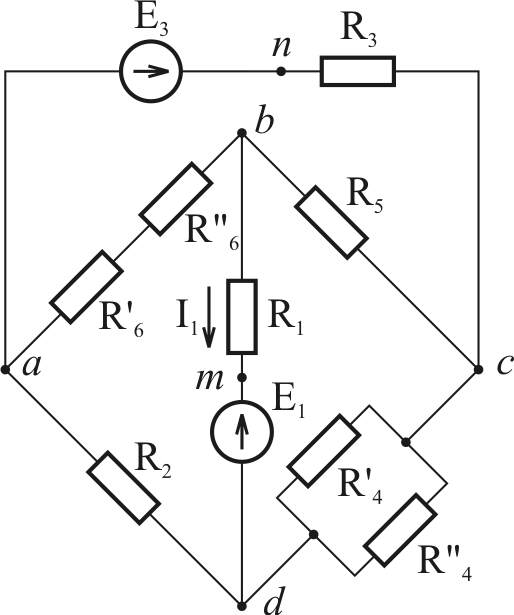 E₃
n
R₃
b
R₅
R"₆
R'₆
I₁
R₁
a
m
c
E₁
R₂
R'₄
R"₄
d